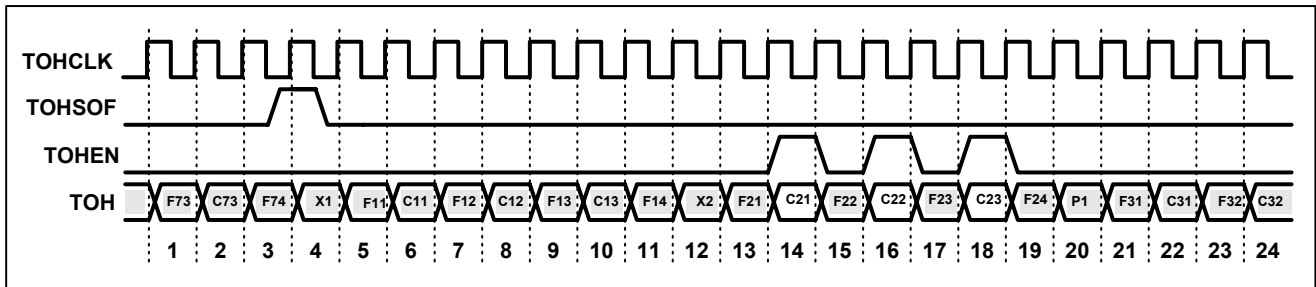 TOHCLK
TOHSOF
TOHEN
TOH F73 C73 F74 X1 F11 C11 F12 C12 F13 C13 F14 X2 F21 C21 F22 C22 F23 C23 F24 P1 F31 C31 F32 C32
1 2 3 4 5 6 7 8 9 10 11 12 13 14 15 16 17 18 19 20 21 22 23 24